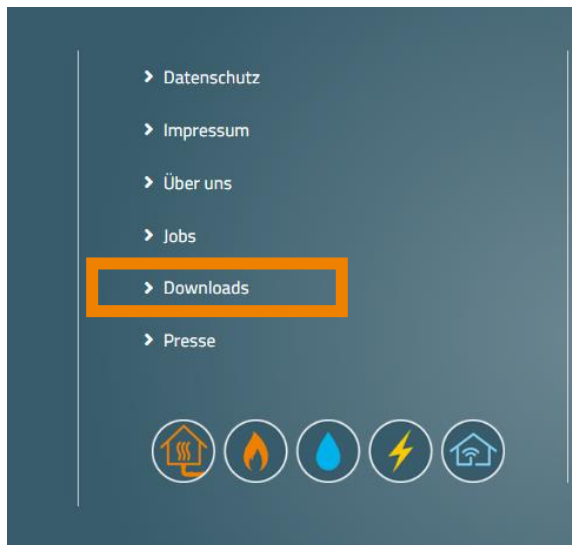 Datenschutz
Impressum
Über uns
Jobs
Downloads
Presse